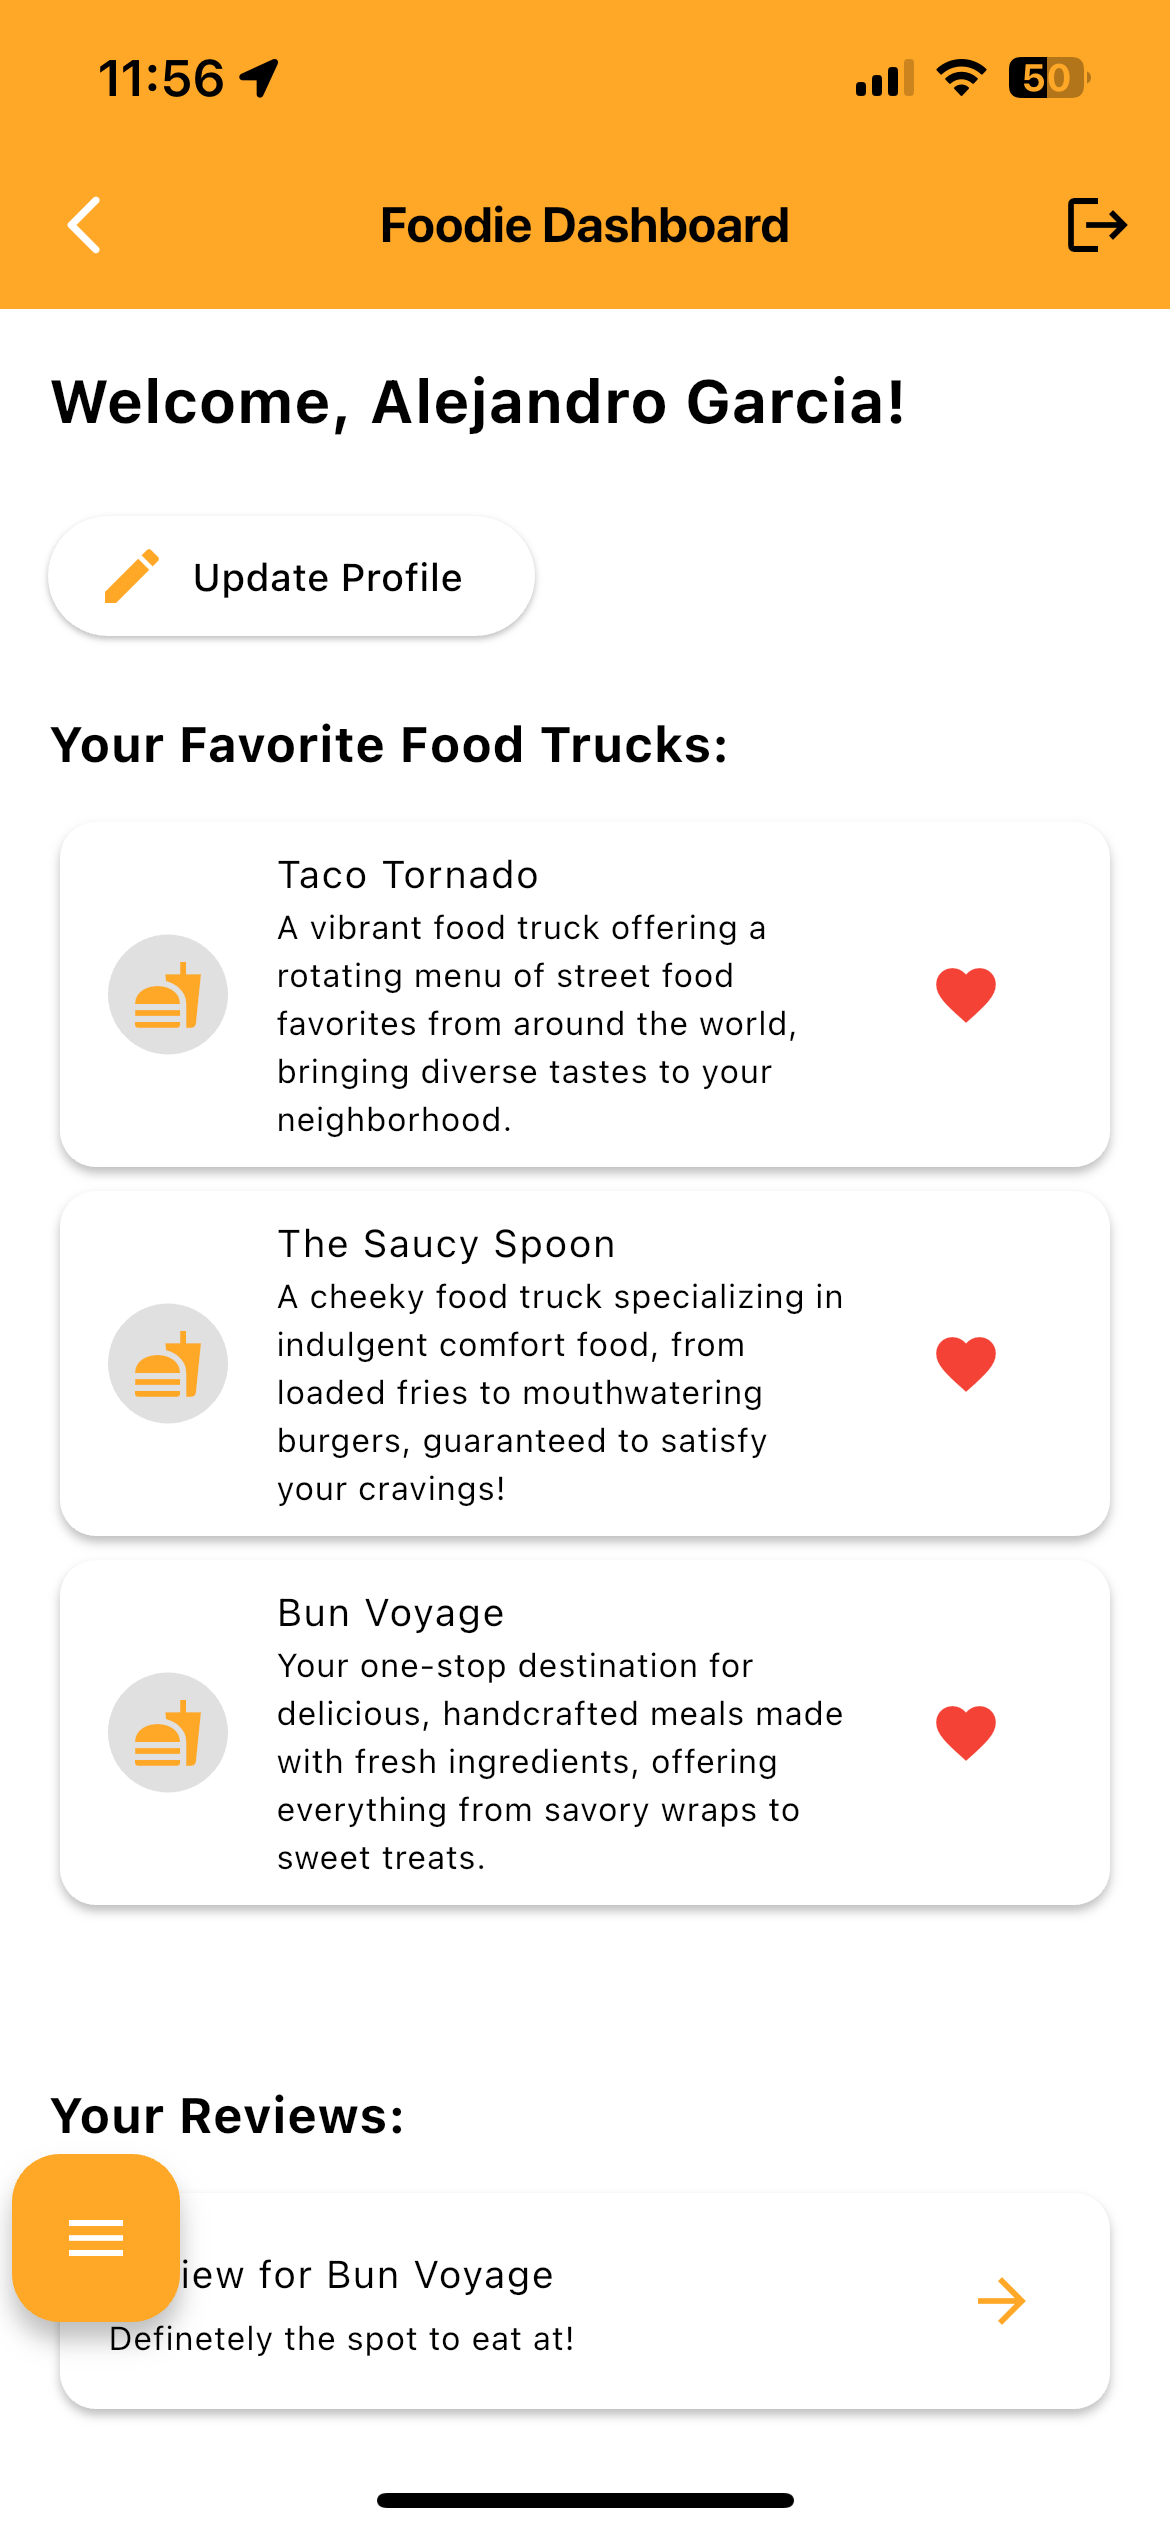 11:56
50
Foodie Dashboard
Welcome, Alejandro Garcia!
Update Profile
Your Favorite Food Trucks:
Taco Tornado
A vibrant food truck offering a
rotating menu of street food
favorites from around the world,
bringing diverse tastes to your
neighborhood.
The Saucy Spoon
A cheeky food truck specializing in
indulgent comfort food, from
loaded fries to mouthwatering
burgers, guaranteed to satisfy
your cravings!
Bun Voyage
Your one-stop destination for
delicious, handcrafted meals made
with fresh ingredients, offering
everything from savory wraps to
sweet treats.
Your Reviews:
iew for Bun Voyage
Definetely the spot to eat at!